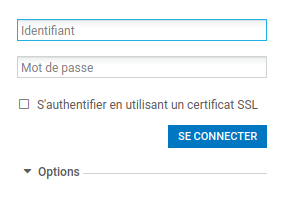 Identifiant
Mot de passe
S'authentifier en utilisant un certificat SSL
SE CONNECTER
Options